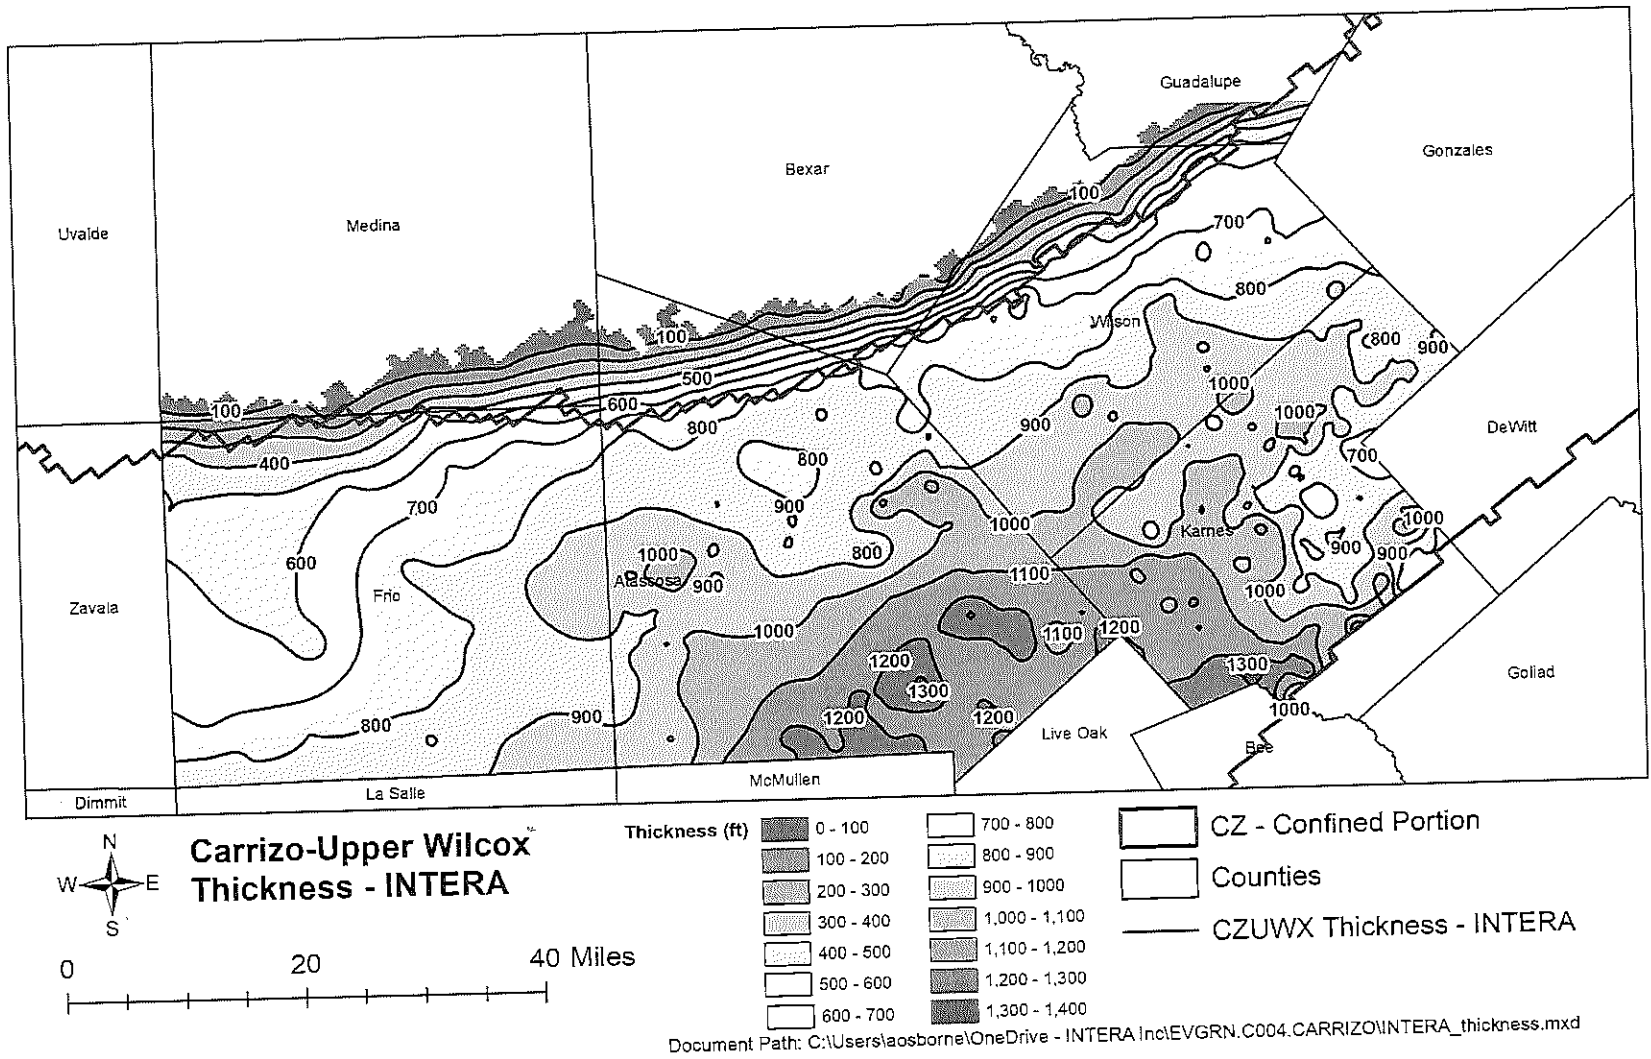 Guadalupe
Gonzales
Bexar
Medina
Uvalde
100
700
800
Wilson
100
800
900
500
1000
100
600
800
900
1000
DeWitt
700
400
800
700
900
1000
1000
Karnes
900
900
800
1000
600
Atascosa
900
1100
1000
Frio
Zavala
1000
1100
1200
1200
1300
1300
Goliad
800
900
1200
1200
1000
Live Oak
Bee
McMullen
La Salle
Dimmit
N
W E
S
Carrizo-Upper Wilcox
Thickness - INTERA
0 20 40 Miles
Thickness (ft)
0 - 100
100 - 200
200 - 300
300 - 400
400 - 500
500 - 600
600 - 700
700 - 800
800 - 900
900 - 1000
1,000 - 1,100
1,100 - 1,200
1,200 - 1,300
1,300 - 1,400
CZ - Confined Portion
Counties
CZUWX Thickness - INTERA
Document Path: C:\Users\aosborne\OneDrive - INTERA Inc\EVGRN.C004.CARRIZO\INTERA_thickness.mxd